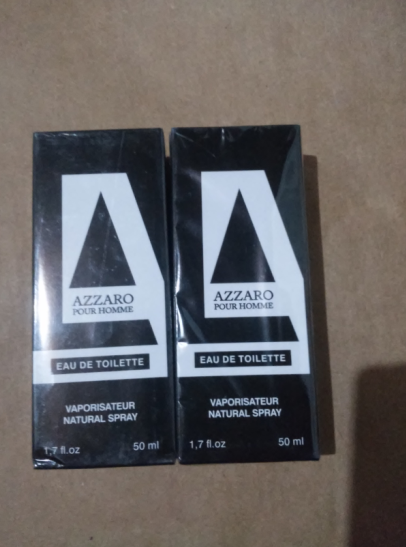 AZZARO
POUR HOMME
EAU DE TOILETTE
VAPORISATEUR
NATURAL SPRAY
1,7 fl.oz 50 ml
AZZARO
POUR HOMME
EAU DE TOILETTE
VAPORISATEUR
NATURAL SPRAY
1,7 fl.oz 50 ml